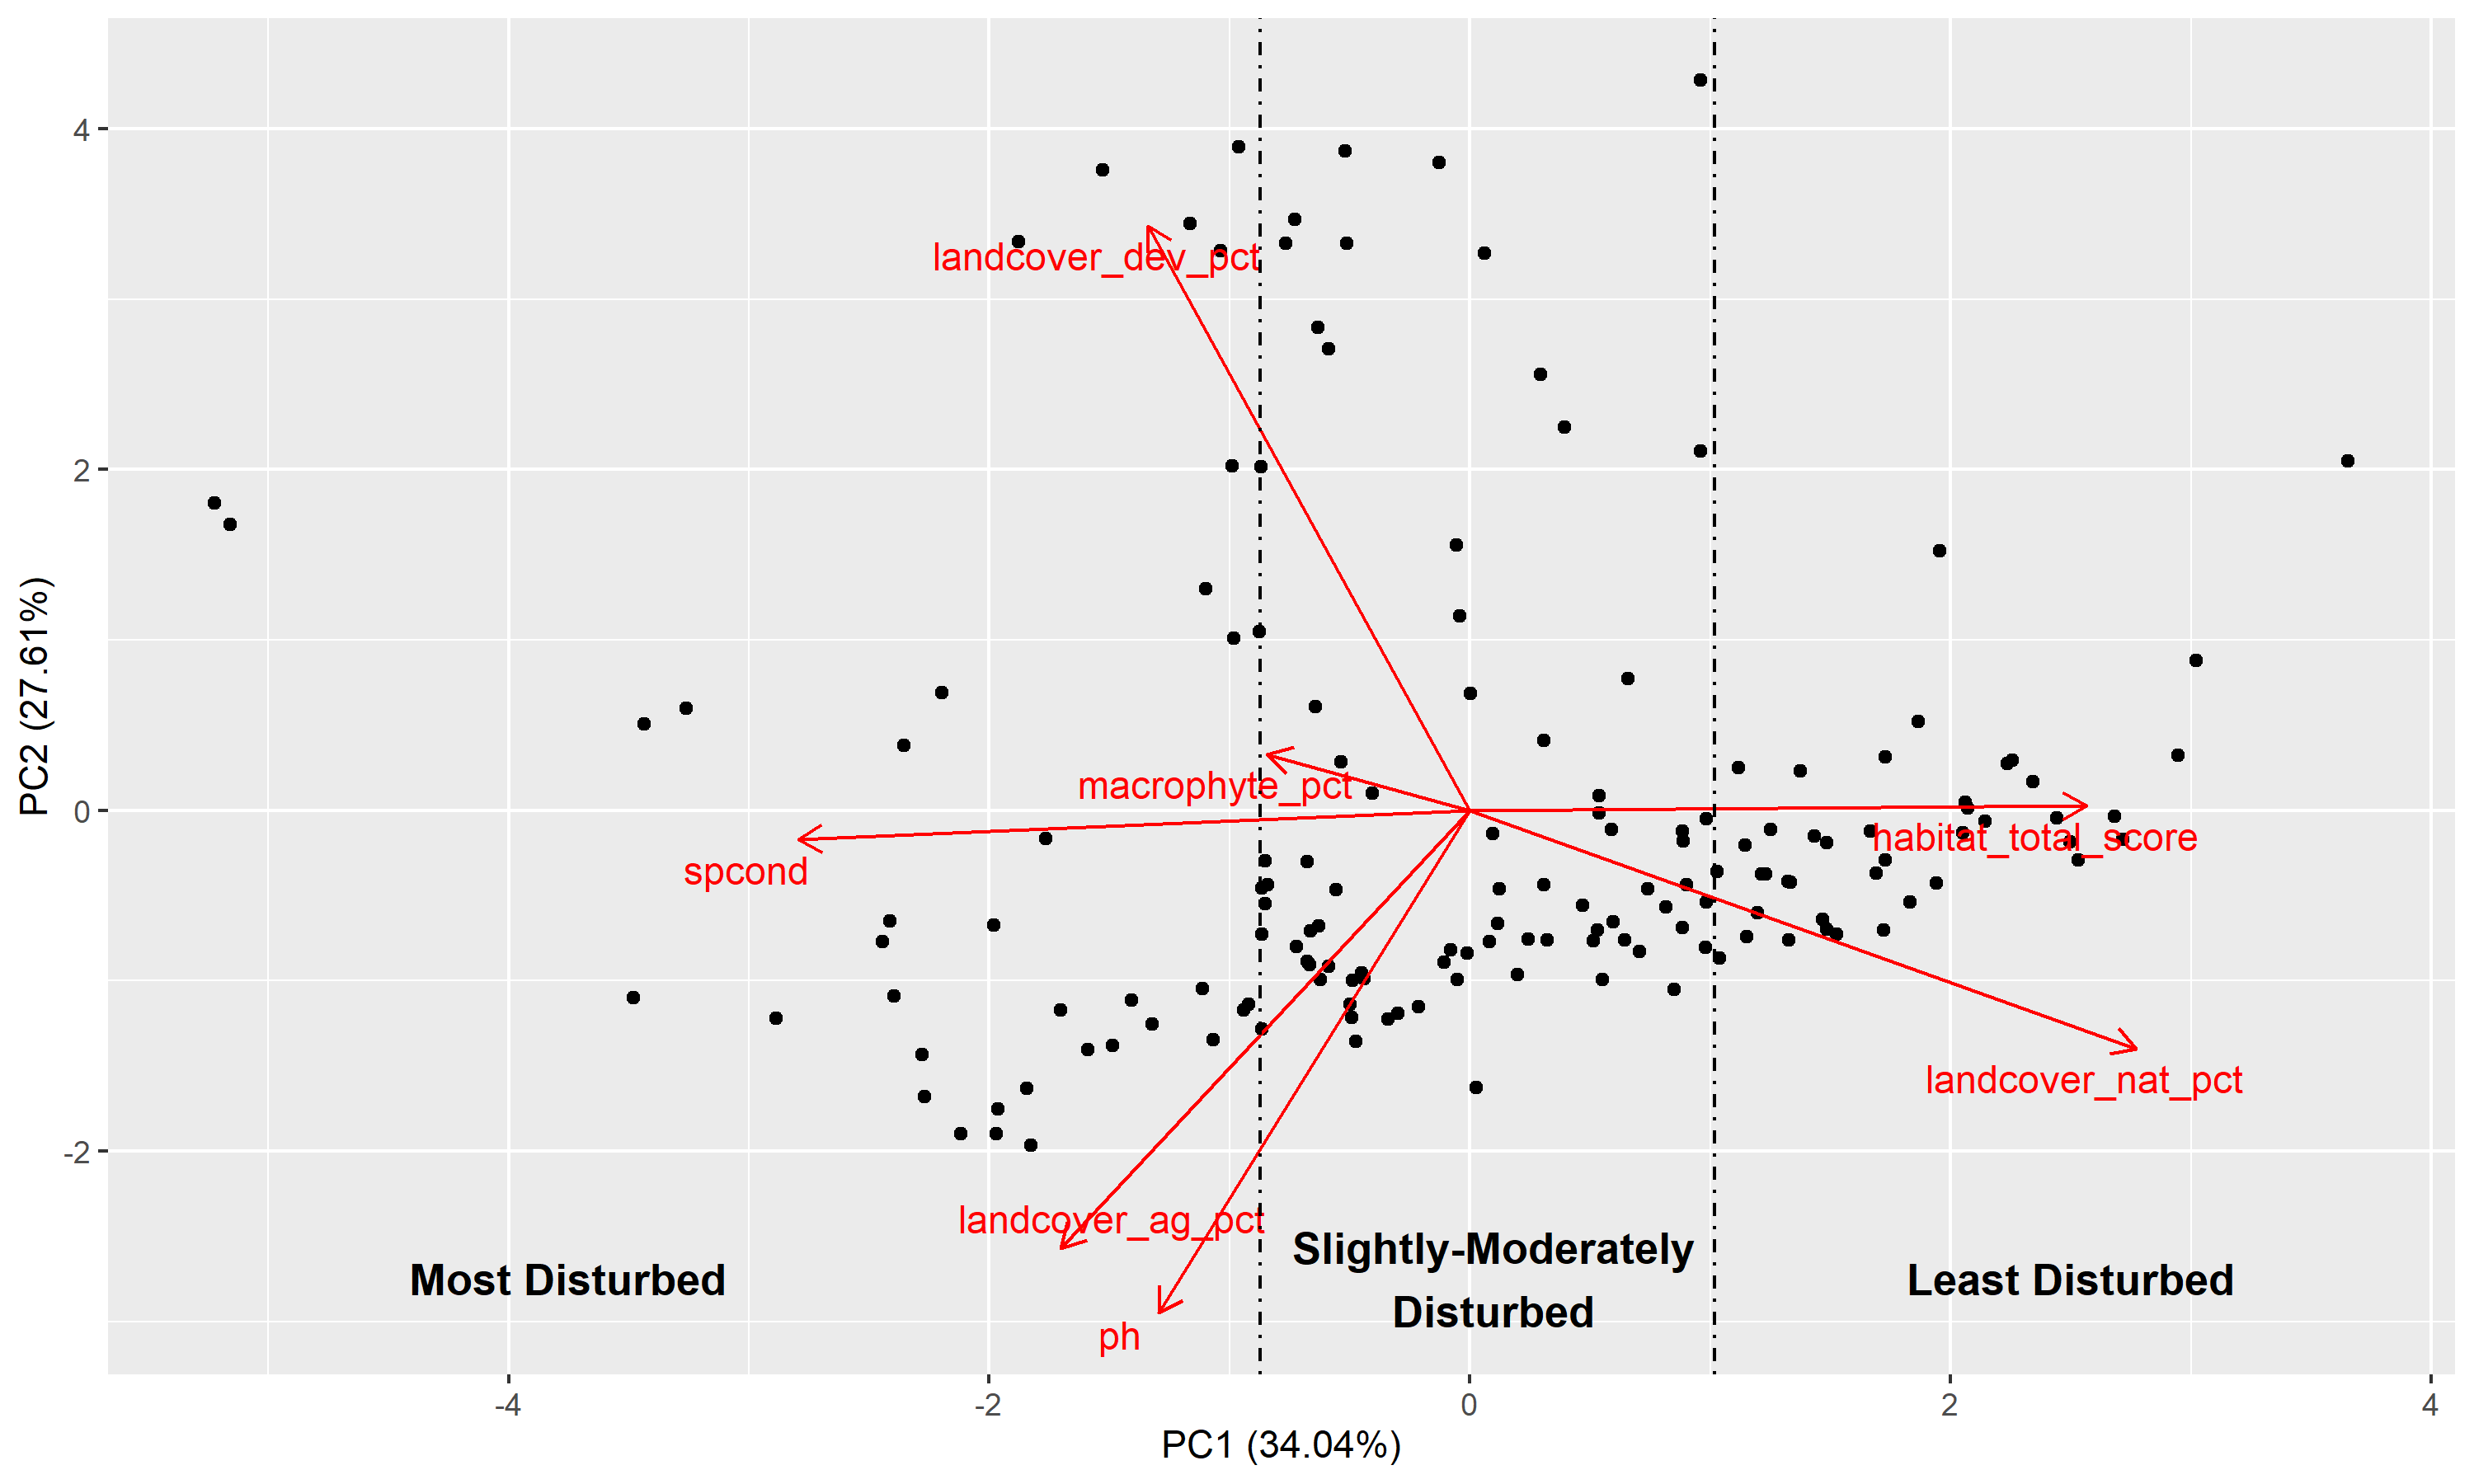 4
landcover_dev_pct
2
PC2 (27.61%)
macrophyte_pct
0
habitat_total_score
spcond
landcover_nat_pct
-2
landcover_ag_pct
Slightly-Moderately
Disturbed
Most Disturbed
Least Disturbed
ph
-4
-2
0
2
4
PC1 (34.04%)